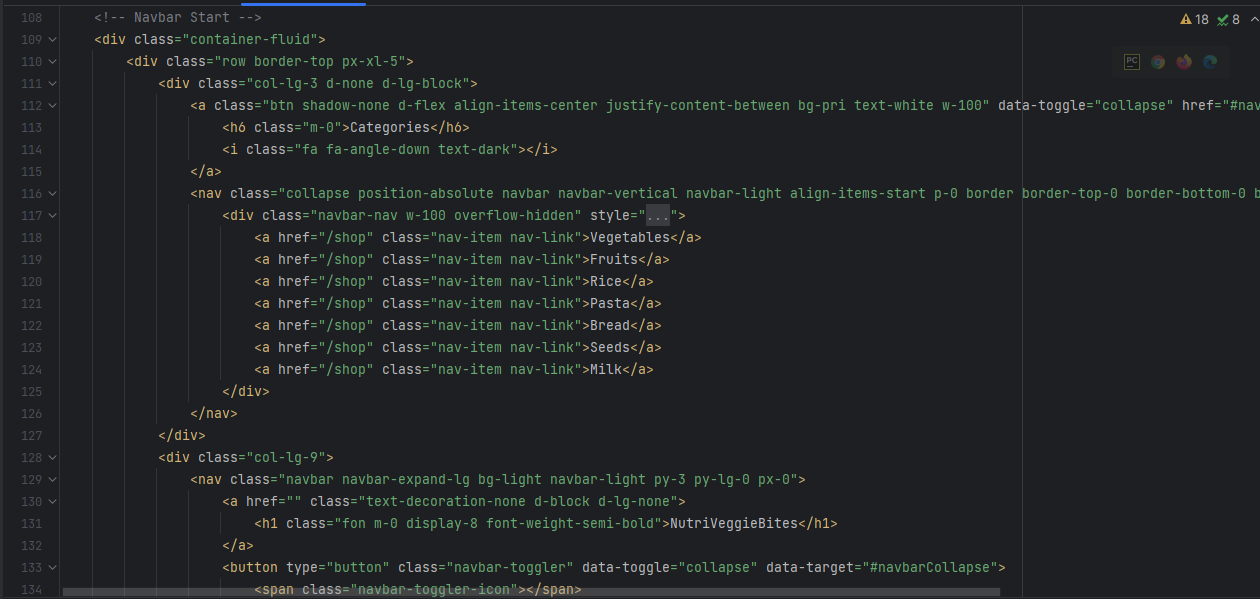 18 8
PC
108 <!-- Navbar Start -->
109 <div class="container-fluid">
110 <div class="row border-top px-xl-5">
111 <div class="col-lg-3 d-none d-lg-block">
112 <a class="btn shadow-none d-flex align-items-center justify-content-between bg-pri text-white w-100" data-toggle="collapse" href="#nav
113 <h6 class="m-0">Categories</h6>
114 <i class="fa fa-angle-down text-dark"></i>
115 </a>
116 <nav class="collapse position-absolute navbar navbar-vertical navbar-light align-items-start p-0 border border-top-0 border-bottom-0 b
117 <div class="navbar-nav w-100 overflow-hidden" style="...">
118 <a href="/shop" class="nav-item nav-link">Vegetables</a>
119 <a href="/shop" class="nav-item nav-link">Fruits</a>
120 <a href="/shop" class="nav-item nav-link">Rice</a>
121 <a href="/shop" class="nav-item nav-link">Pasta</a>
122 <a href="/shop" class="nav-item nav-link">Bread</a>
123 <a href="/shop" class="nav-item nav-link">Seeds</a>
124 <a href="/shop" class="nav-item nav-link">Milk</a>
125 </div>
126 </nav>
127 </div>
128 <div class="col-lg-9">
129 <nav class="navbar navbar-expand-lg bg-light navbar-light py-3 py-lg-0 px-0">
130 <a href="" class="text-decoration-none d-block d-lg-none">
131 <h1 class="fon m-0 display-8 font-weight-semi-bold">NutriVeggieBites</h1>
132 </a>
133 <button type="button" class="navbar-toggler" data-toggle="collapse" data-target="#navbarCollapse">
134 <span class="navbar-toggler-icon"></span>